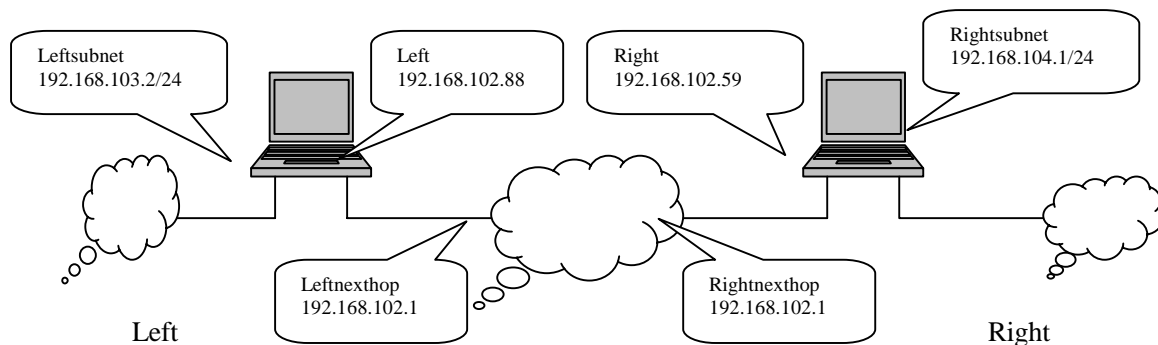 Leftsubnet
192.168.103.2/24
Left
192.168.102.88
Right
192.168.102.59
Rightsubnet
192.168.104.1/24
Leftnexthop
192.168.102.1
Rightnexthop
192.168.102.1
Left
Right